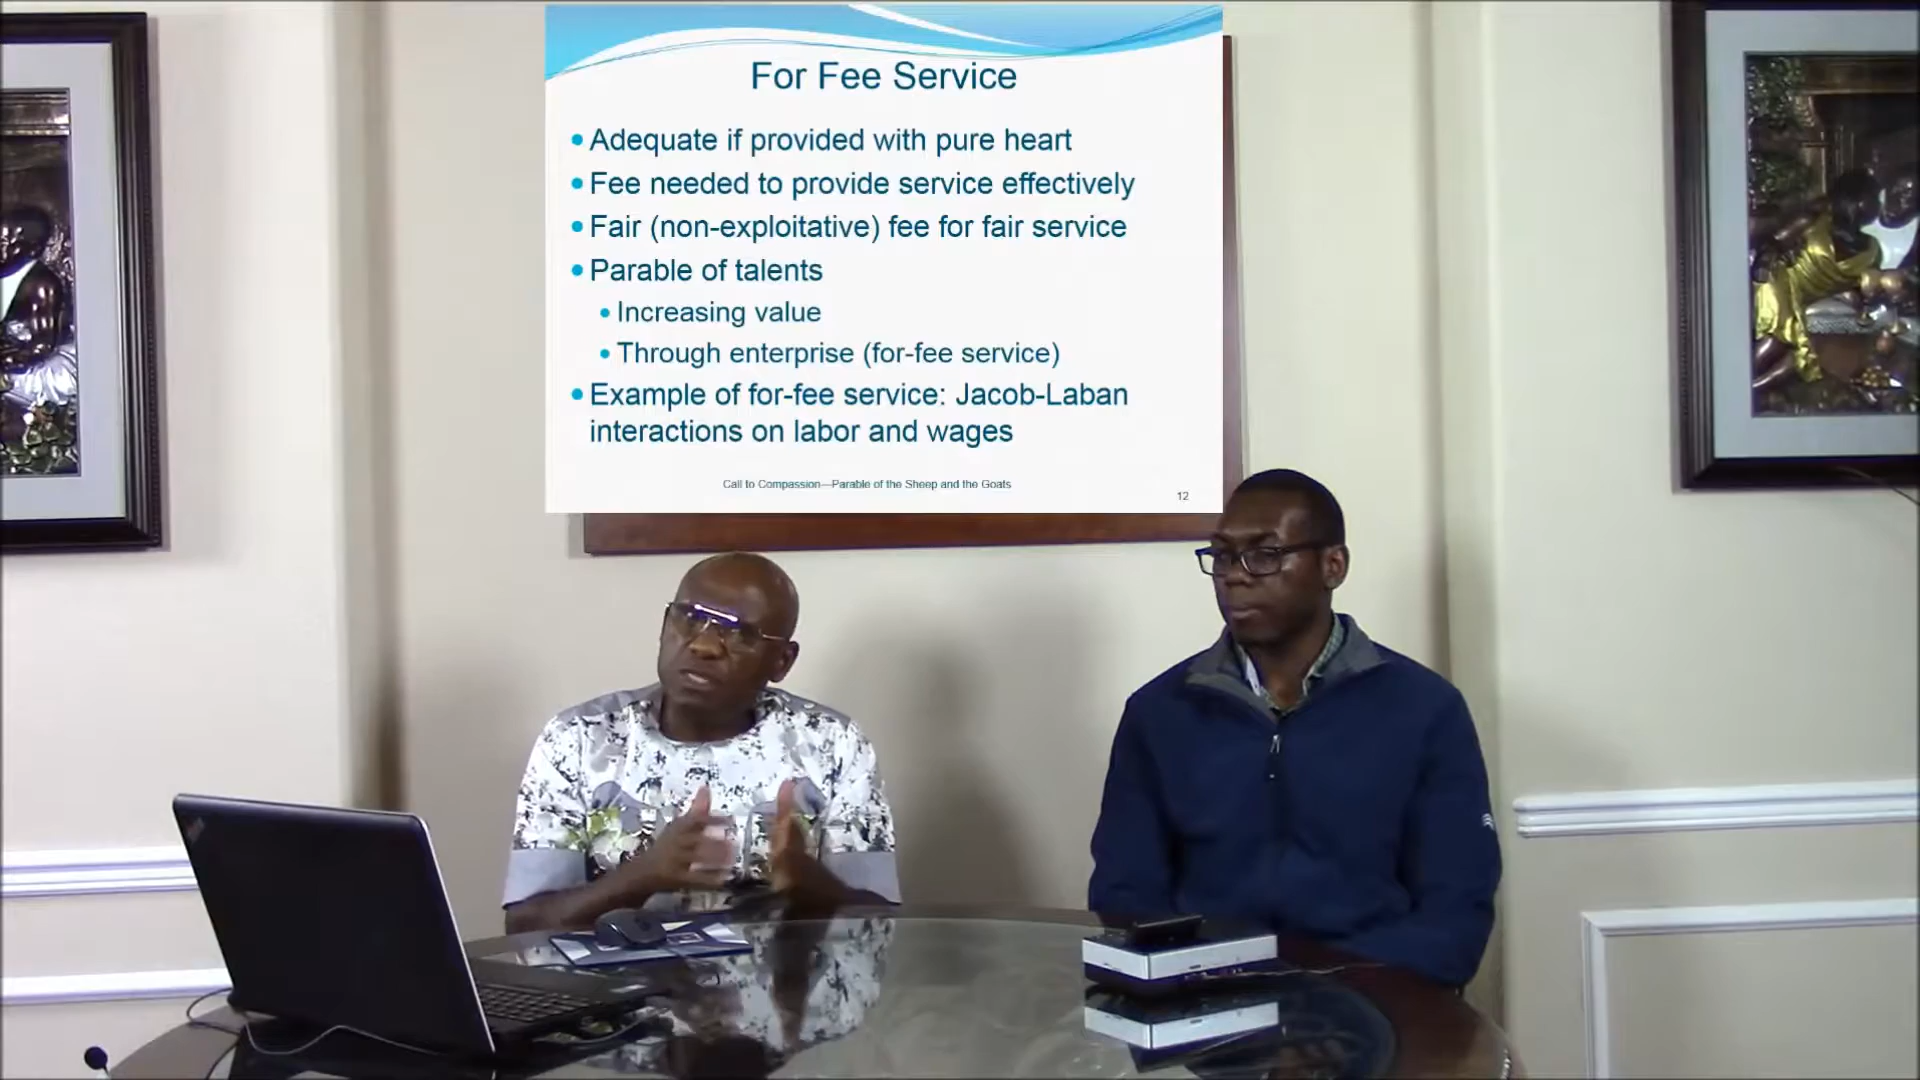 For Fee Service
• Adequate if provided with pure heart
• Fee needed to provide service effectively
• Fair (non-exploitative) fee for fair service
• Parable of talents
• Increasing value
• Through enterprise (for-fee service)
• Example of for-fee service: Jacob-Laban
interactions on labor and wages
Call to Compassion—Parable of the Sheep and the Goats
12